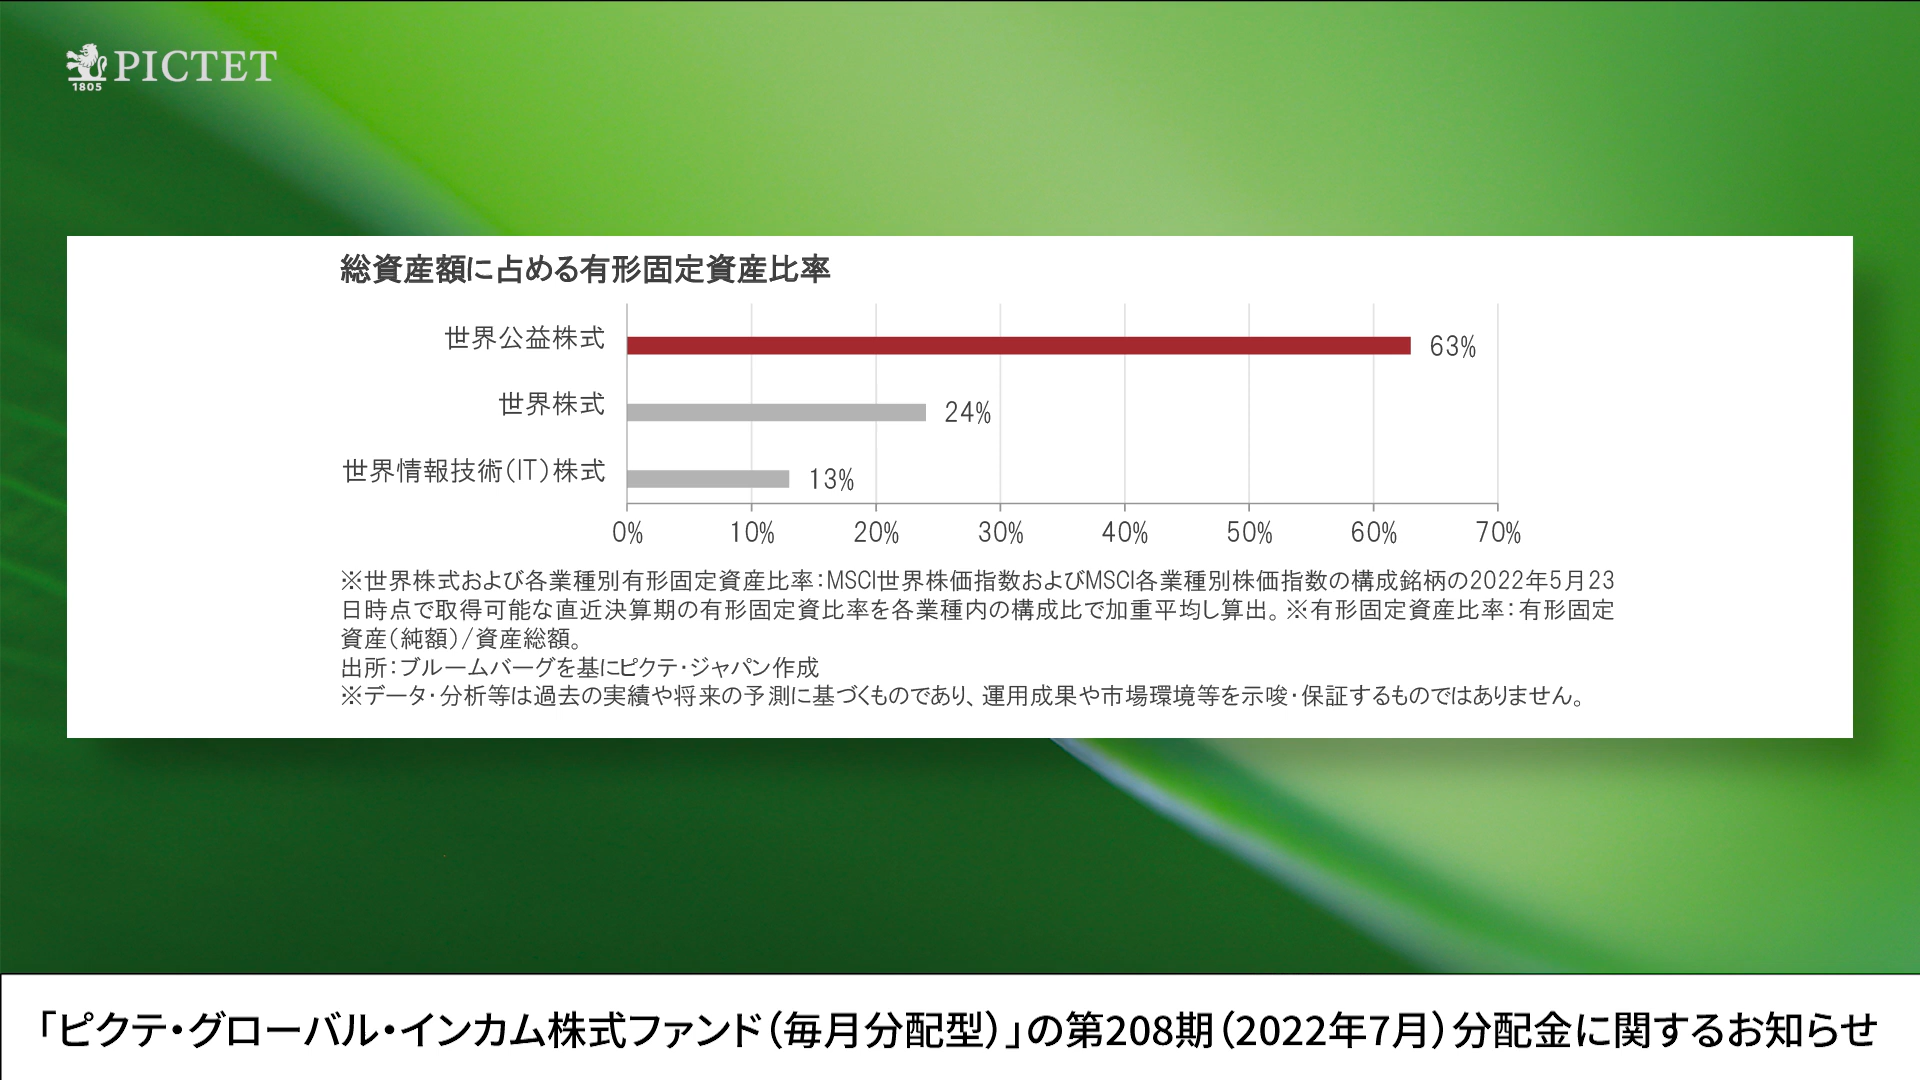 PICTET
1805
総資産額に占める有形固定資産比率
世界公益株式
63%
世界株式
24%
世界情報技術(IT)株式
13%
0% 10% 20% 30% 40% 50% 60% 70%
※世界株式および各業種別有形固定資産比率:MSCI世界株価指数およびMSCI各業種別株価指数の構成銘柄の2022年5月23
日時点で取得可能な直近決算期の有形固定資比率を各業種内の構成比で加重平均し算出。※有形固定資産比率:有形固定
資産(純額)/資産総額。
出所:ブルームバーグを基にピクテ・ジャパン作成
※データ・分析等は過去の実績や将来の予測に基づくものであり、運用成果や市場環境等を示唆・保証するものではありません。
「ピクテ・グローバル・インカム株式ファンド(毎月分配型)」の第208期(2022年7月)分配金に関するお知らせ